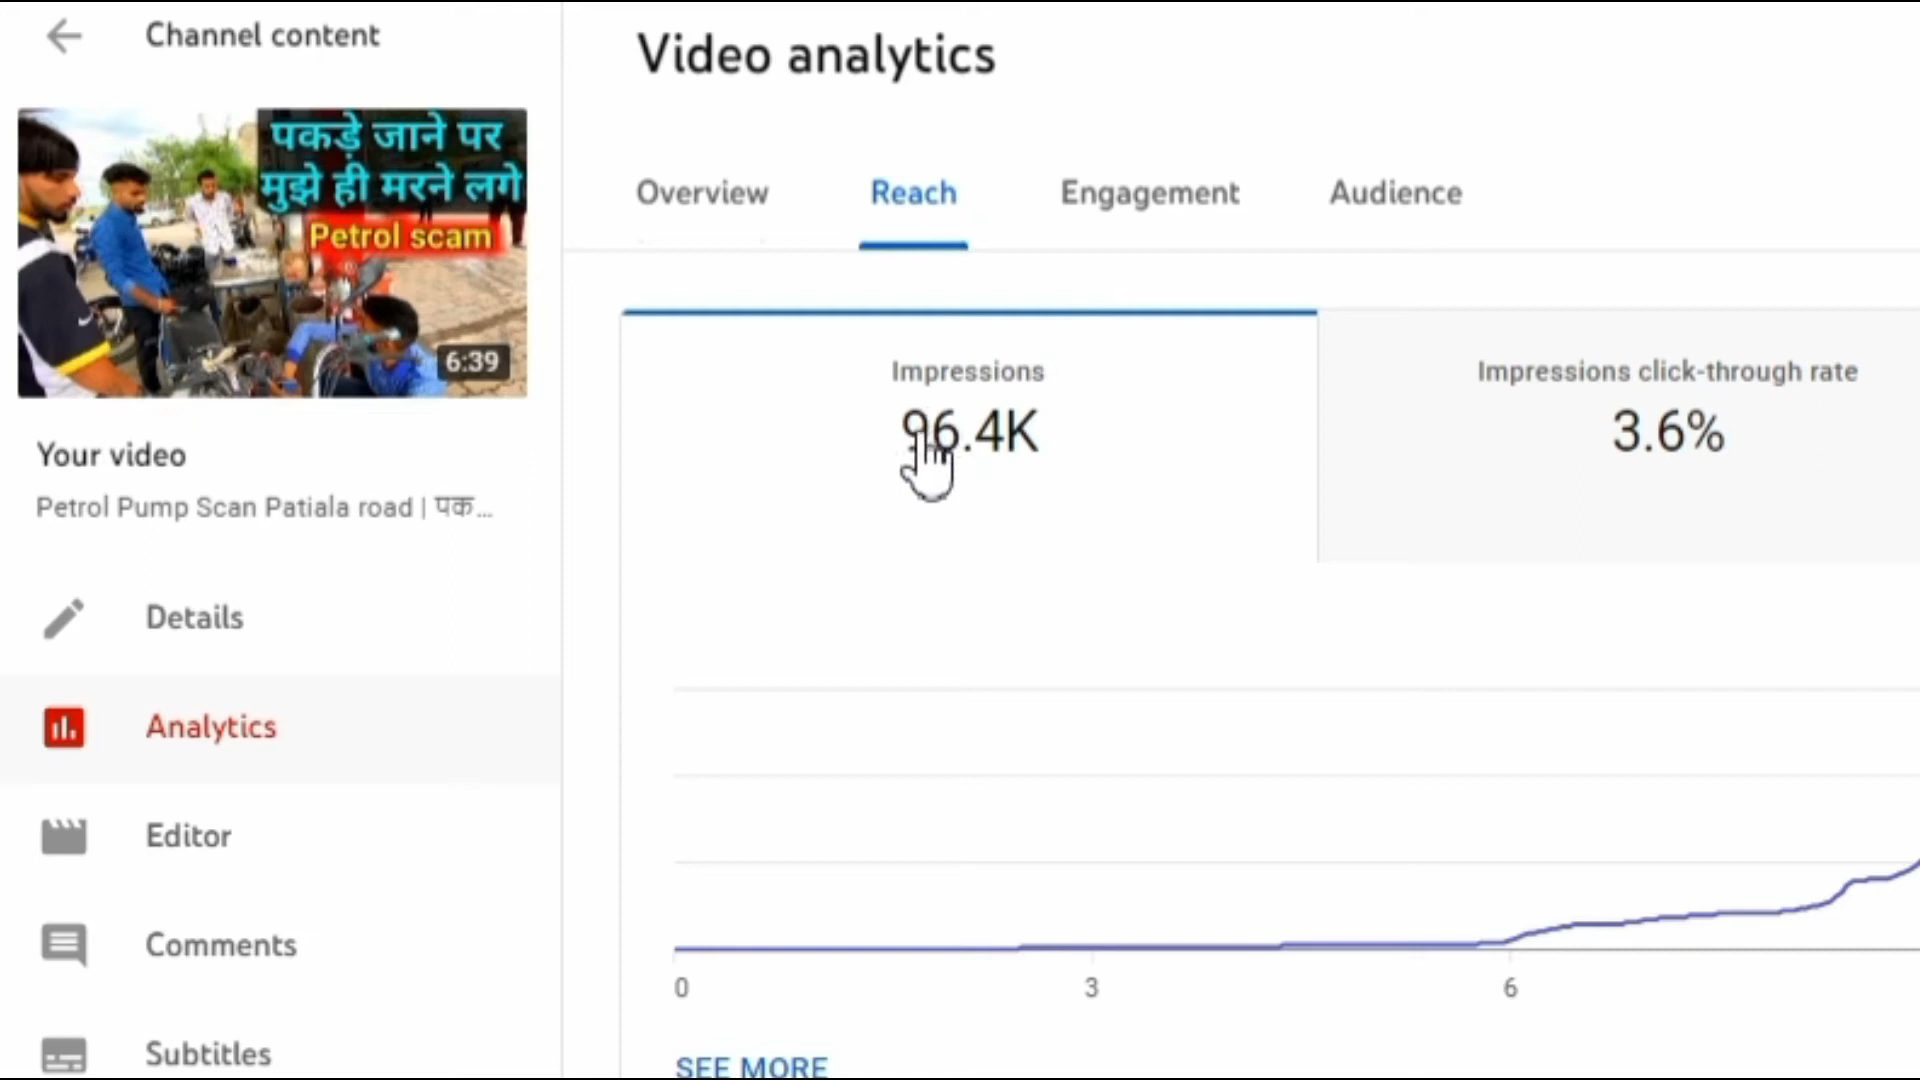 Channel content
पकड़े जाने पर
मुझे ही मरने लगे
Petrol scam
6:39
Your video
Petrol Pump Scan Patiala road | पक...
Details
Analytics
Editor
Comments
Subtitles
Video analytics
Overview
Reach
Engagement
Audience
Impressions
96.4K
Impressions click-through rate
3.6%
0
3
6
SEE MORE